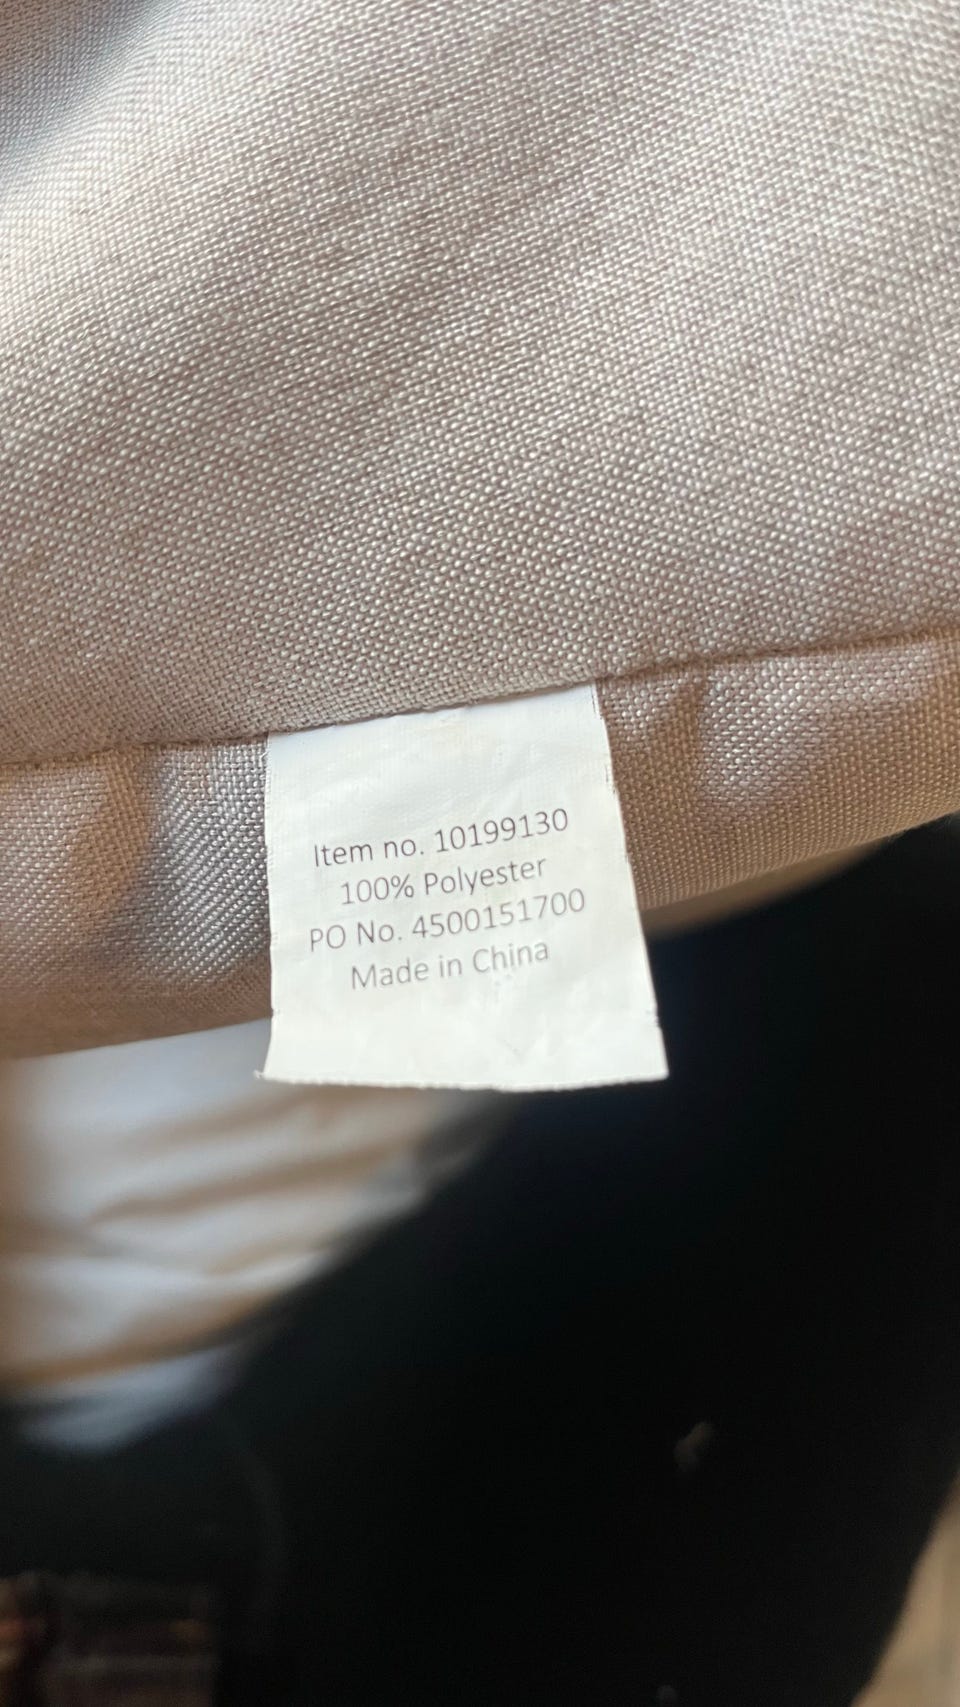 Item no. 10199130
100% Polyester
PO No. 4500151700
Made in China